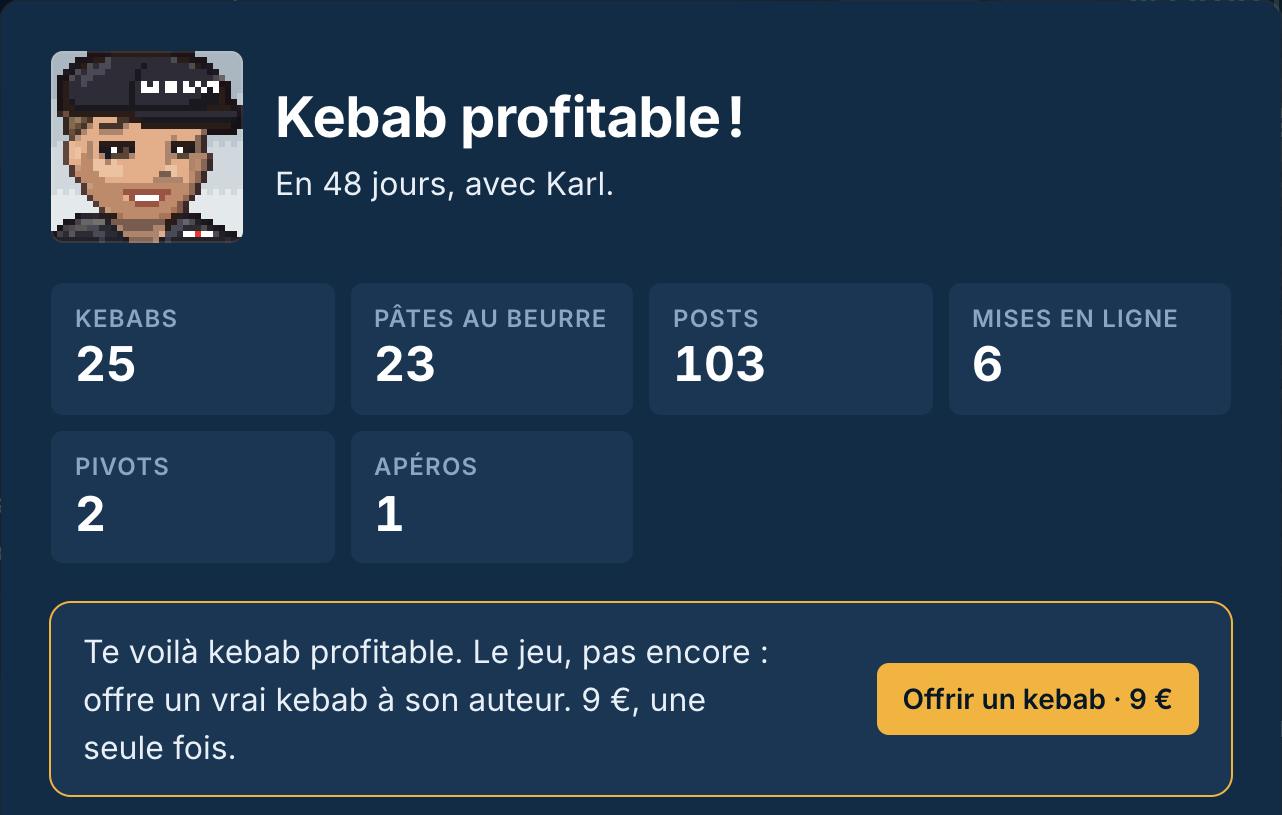 Kebab profitable !
En 48 jours, avec Karl.
KEBABS
25
PÂTES AU BEURRE
23
POSTS
103
MISES EN LIGNE
6
PIVOTS
2
APÉROS
1
Te voilà kebab profitable. Le jeu, pas encore :
offre un vrai kebab à son auteur. 9 €, une
seule fois.
Offrir un kebab · 9 €